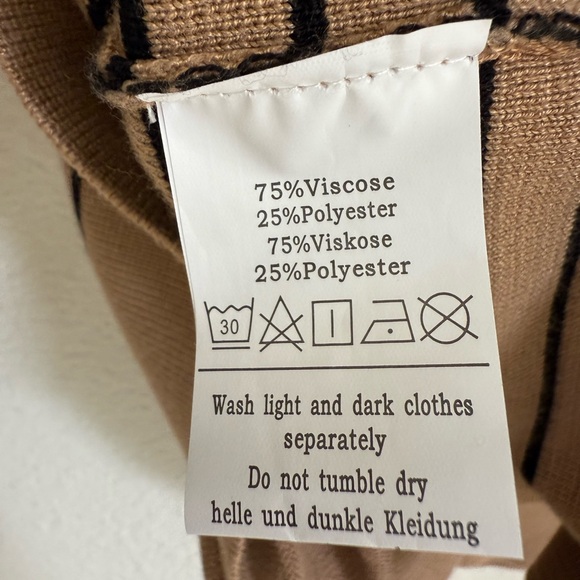 75%Viscose
25%Polyester
75%Viskose
25%Polyester
30
Wash light and dark clothes
separately
Do not tumble dry
helle und dunkle Kleidung